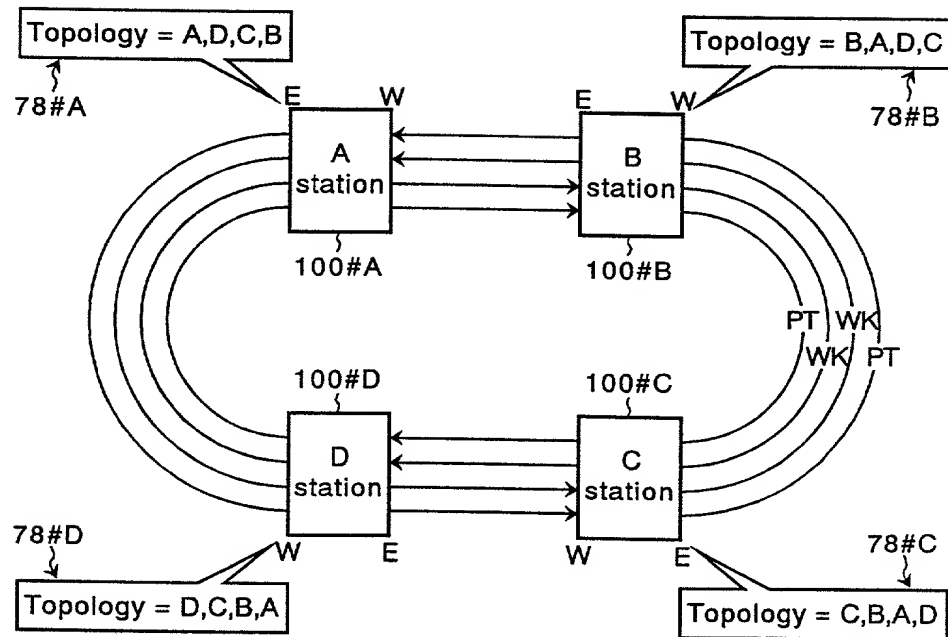 Topology = A,D,C,B
Topology = B,A,D,C
78#A
78#B
E
W
E
W
A
station
B
station
100#A
100#B
PT
WK
WK
PT
100#D
100#C
D
station
C
station
78#D
78#C
W
E
W
E
Topology = D,C,B,A
Topology = C,B,A,D